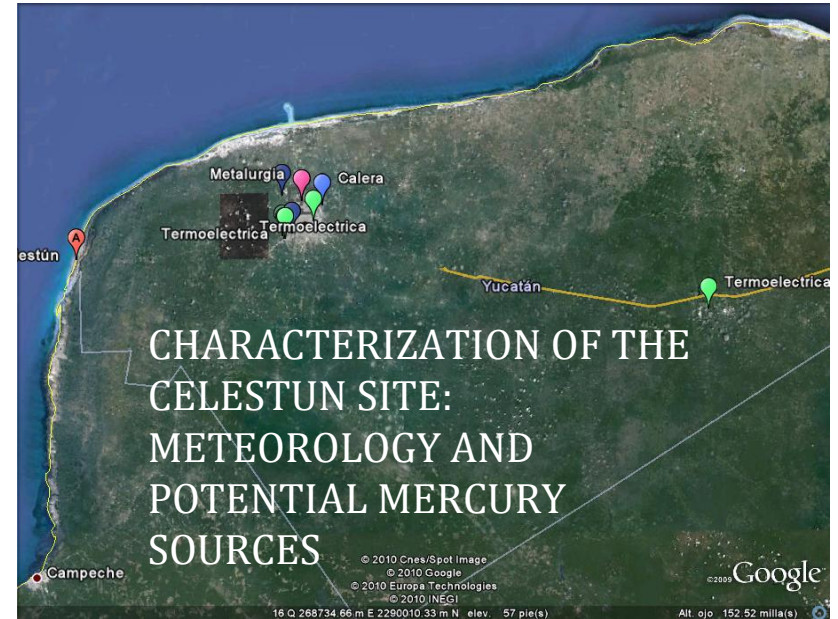 Metalurgia
Calera
Termoelectrica
Termoelectrica
A
estún
Yucatán
Termoelectrica
CHARACTERIZATION OF THE
CELESTUN SITE:
METEOROLOGY AND
POTENTIAL MERCURY
SOURCES
Campeche
© 2010 Cnes/Spot Image
© 2010 Google
© 2010 Europa Technologies
© 2010 INEGI
©2009 Google
16 Q 268734.66 m E 2290010.33 m N elev. 57 pie(s)
Alt. ojo 152.52 milla(s)